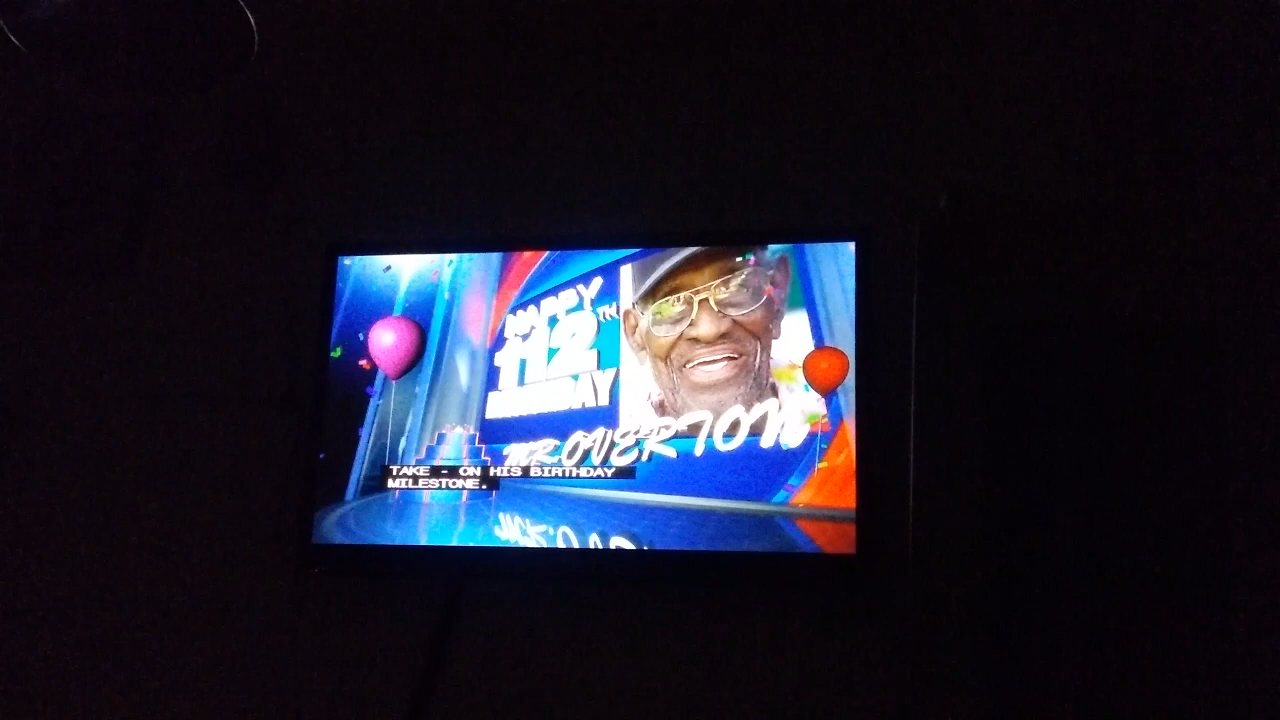 HAPPY
112TH
BIRTHDAY
MR. OVERTON
TAKE - ON HIS BIRTHDAY
MILESTONE.